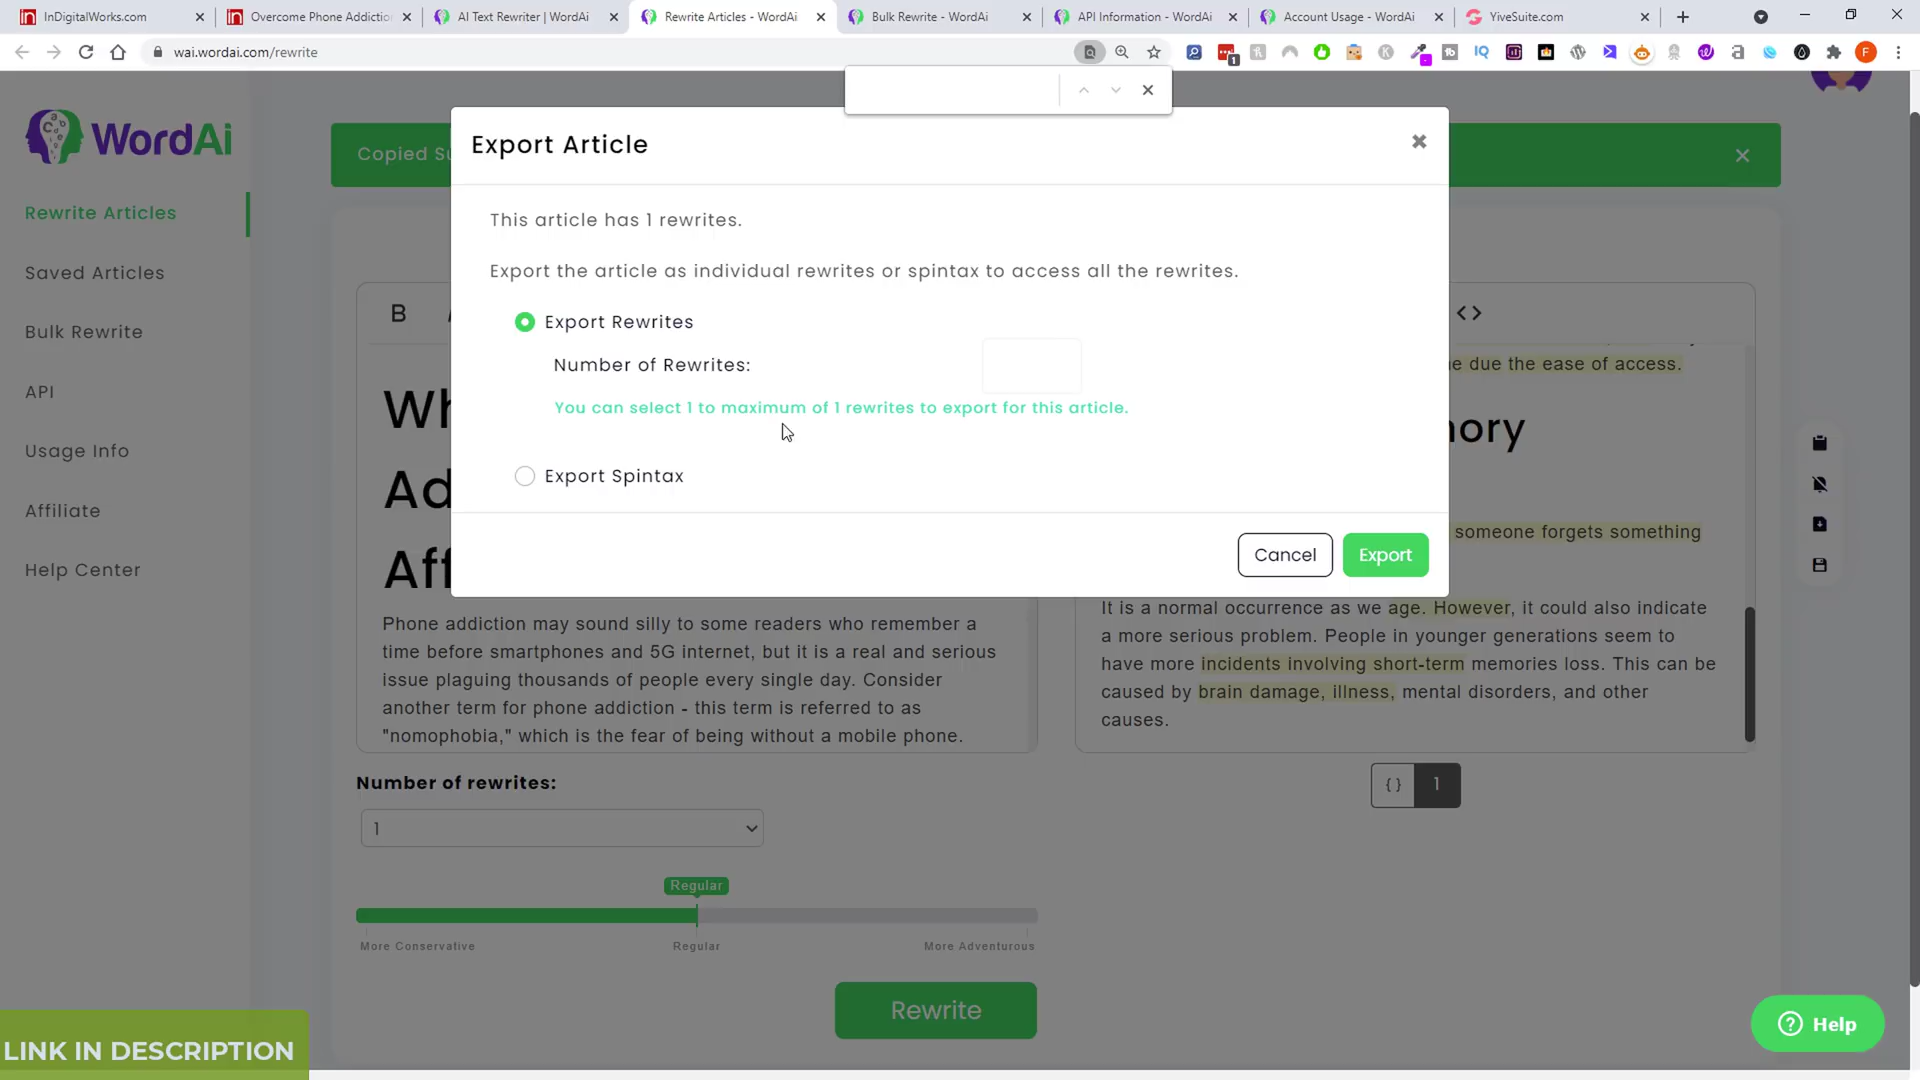 InDigitalWorks.com
Overcome Phone Addictio
AI Text Rewriter | WordAi
Rewrite Articles - WordAi
Bulk Rewrite - WordAi
API Information - WordAi
Account Usage - WordAi
YiveSuite.com
wai.wordai.com/rewrite
WordAi
Rewrite Articles
Saved Articles
Bulk Rewrite
API
Usage Info
Affiliate
Help Center
Copied Su
Export Article
This article has 1 rewrites.
Export the article as individual rewrites or spintax to access all the rewrites.
Export Rewrites
Number of Rewrites:
You can select 1 to maximum of 1 rewrites to export for this article.
Export Spintax
Cancel
Export
B
Wh
Ad
Aff
Phone addiction may sound silly to some readers who remember a
time before smartphones and 5G internet, but it is a real and serious
issue plaguing thousands of people every single day. Consider
another term for phone addiction - this term is referred to as
"nomophobia," which is the fear of being without a mobile phone.
<>
e due the ease of access.
ory
someone forgets something
It is a normal occurrence as we age. However, it could also indicate
a more serious problem. People in younger generations seem to
have more incidents involving short-term memories loss. This can be
caused by brain damage, illness, mental disorders, and other
causes.
{ }
1
Number of rewrites:
1
Regular
More Conservative
Regular
More Adventurous
Rewrite
Help
LINK IN DESCRIPTION